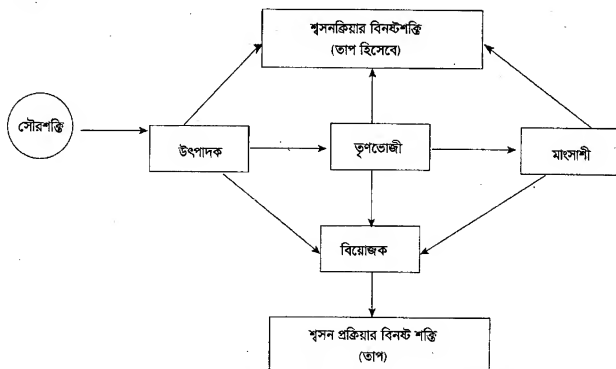 শ্বসনক্রিয়ার বিনষ্টশক্তি
(তাপ হিসেবে)
সৌরশক্তি
উৎপাদক
তৃণভোজী
মাংসাশী
বিয়োজক
শ্বসন প্রক্রিয়ার বিনষ্ট শক্তি
(তাপ)